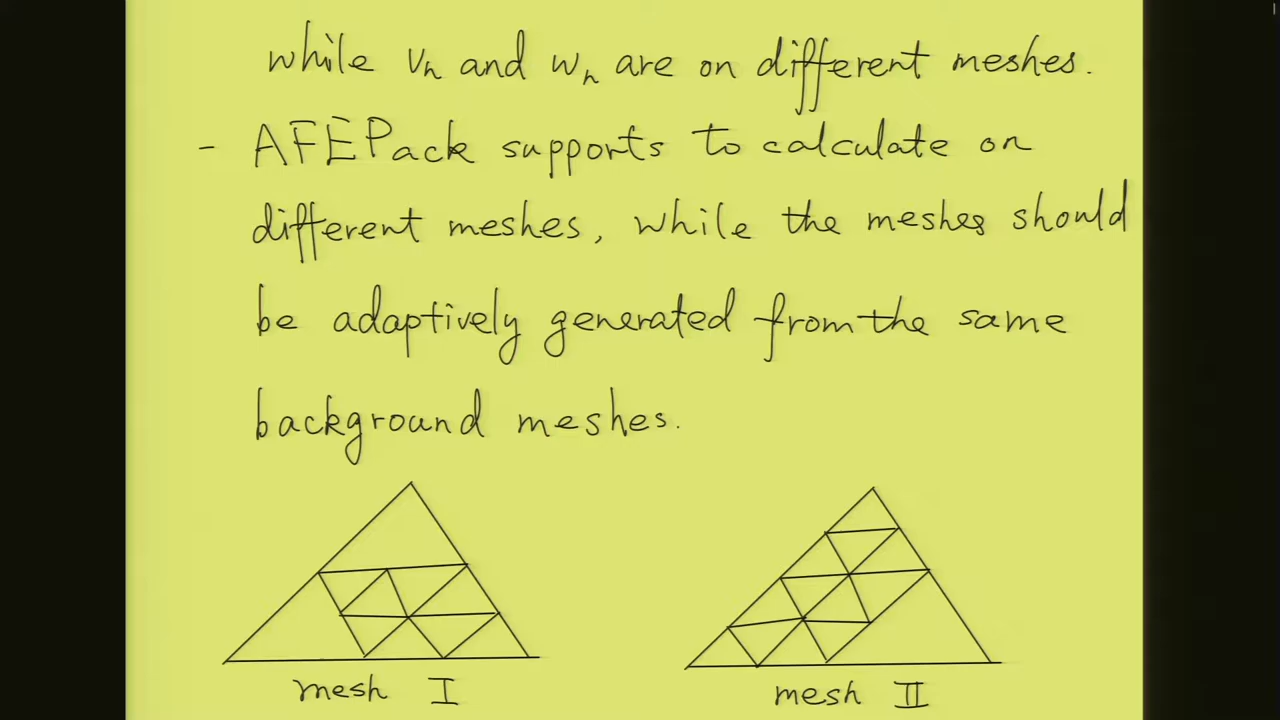 while vₕ and wₕ are on different meshes.
- AFEPack supports to calculate on
different meshes, while the meshes should
be adaptively generated from the same
background meshes.
mesh I
mesh II